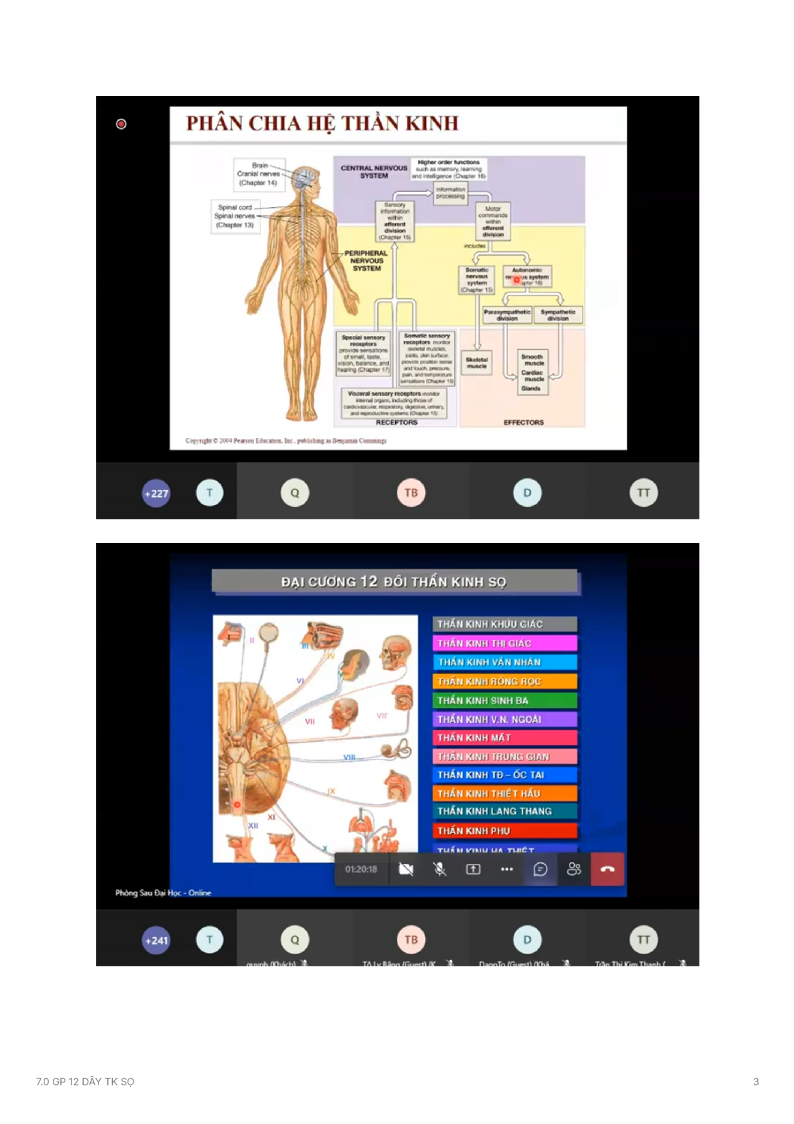 PHÂN CHIA HỆ THẦN KINH
Brain
Cranial nerves
(Chapter 14)
Spinal cord
Spinal nerves
(Chapter 13)
PERIPHERAL
NERVOUS
SYSTEM
CENTRAL NERVOUS
SYSTEM
Higher order functions
such as memory, learning
and intelligence (Chapter 16)
Information
processing
Sensory
information
within
afferent
division
(Chapter 15)
Motor
commands
within
efferent
division
includes
Somatic
nervous
system
(Chapter 15)
Autonomic
nervous system
Parasympathetic
division
Sympathetic
division
Special sensory
receptors
provide sensations
of smell, taste,
vision, balance, and
hearing (Chapter 17)
Somatic sensory
receptors monitor
skeletal muscles,
joints, skin surface;
provide position sense
and touch, pressure,
pain, and temperature
sensations (Chapter 15)
Visceral sensory receptors monitor
internal organs, including those of
cardiovascular, respiratory, digestive, urinary,
and reproductive systems (Chapter 15)
RECEPTORS
Skeletal
muscle
Smooth
muscle
Cardiac
muscle
Glands
EFFECTORS
Copyright © 2004 Pearson Education, Inc., publishing as Benjamin Cummings
+227 T Q TB D TT
ĐẠI CƯƠNG 12 ĐÔI THẦN KINH SỌ
II
III
IV
VI
VII
VII'
VIII
IX
XI
XII
X
THẦN KINH KHỨU GIÁC
THẦN KINH THỊ GIÁC
THẦN KINH VẬN NHÃN
THẦN KINH RÒNG RỌC
THẦN KINH SINH BA
THẦN KINH V.N. NGOÀI
THẦN KINH MẶT
THẦN KINH TRUNG GIAN
THẦN KINH TĐ – ỐC TAI
THẦN KINH THIỆT HẦU
THẦN KINH LANG THANG
THẦN KINH PHỤ
THẦN KINH HẠ THIỆT
01:20:18
Phòng Sau Đại Học - Online
+241 T Q TB D TT
quynh (Khách)
Tô Ly Băng (Guest) (K
Trần Thị Kim Thanh (
7.0 GP 12 DÂY TK SỌ
3